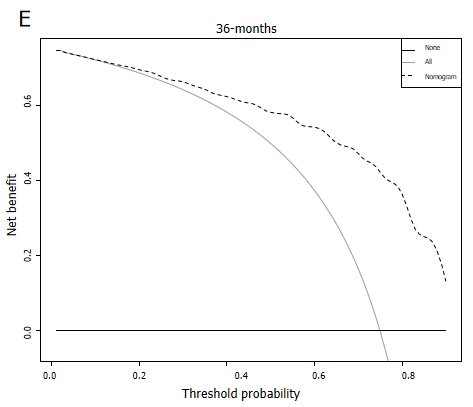 E
36-months
None
All
Nomogram
Net benefit
0.6
0.4
0.2
0.0
0.0 0.2 0.4 0.6 0.8
Threshold probability